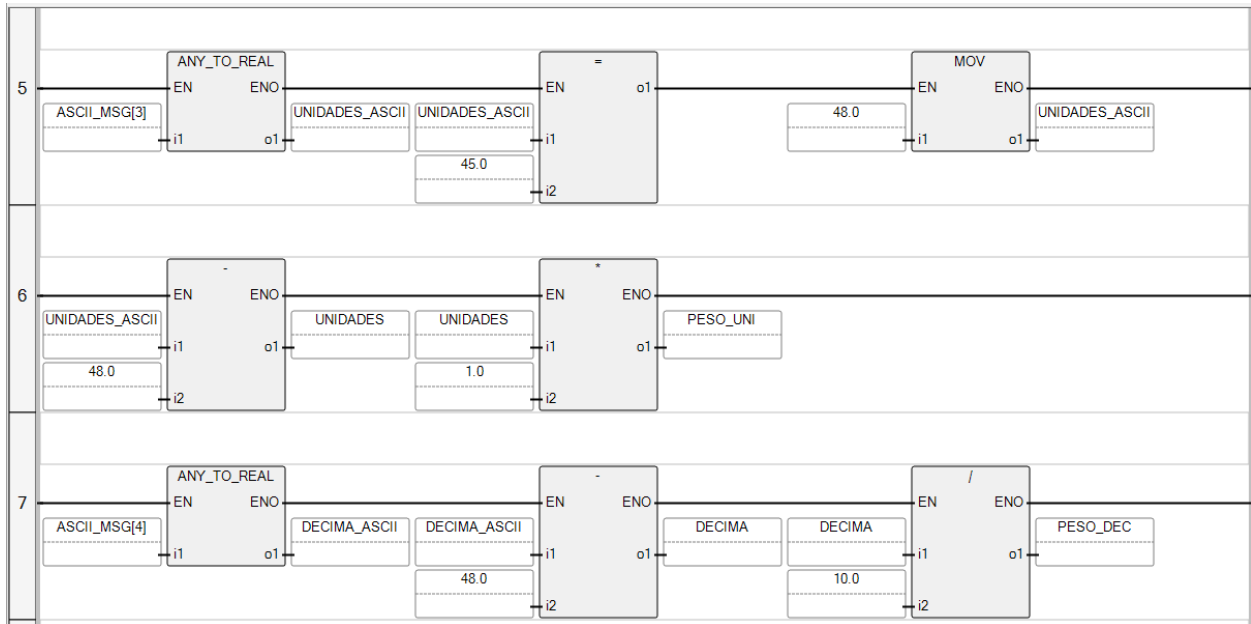 ANY_TO_REAL = MOV
5 EN ENO EN o1 EN ENO
ASCII_MSG[3] UNIDADES_ASCII UNIDADES_ASCII 48.0 UNIDADES_ASCII
i1 o1 i1 i1 o1
45.0
i2
- *
6 EN ENO EN ENO
UNIDADES_ASCII UNIDADES UNIDADES PESO_UNI
i1 o1 i1 o1
48.0 1.0
i2 i2
ANY_TO_REAL - /
7 EN ENO EN ENO EN ENO
ASCII_MSG[4] DECIMA_ASCII DECIMA_ASCII DECIMA DECIMA PESO_DEC
i1 o1 i1 o1 i1 o1
48.0 10.0
i2 i2